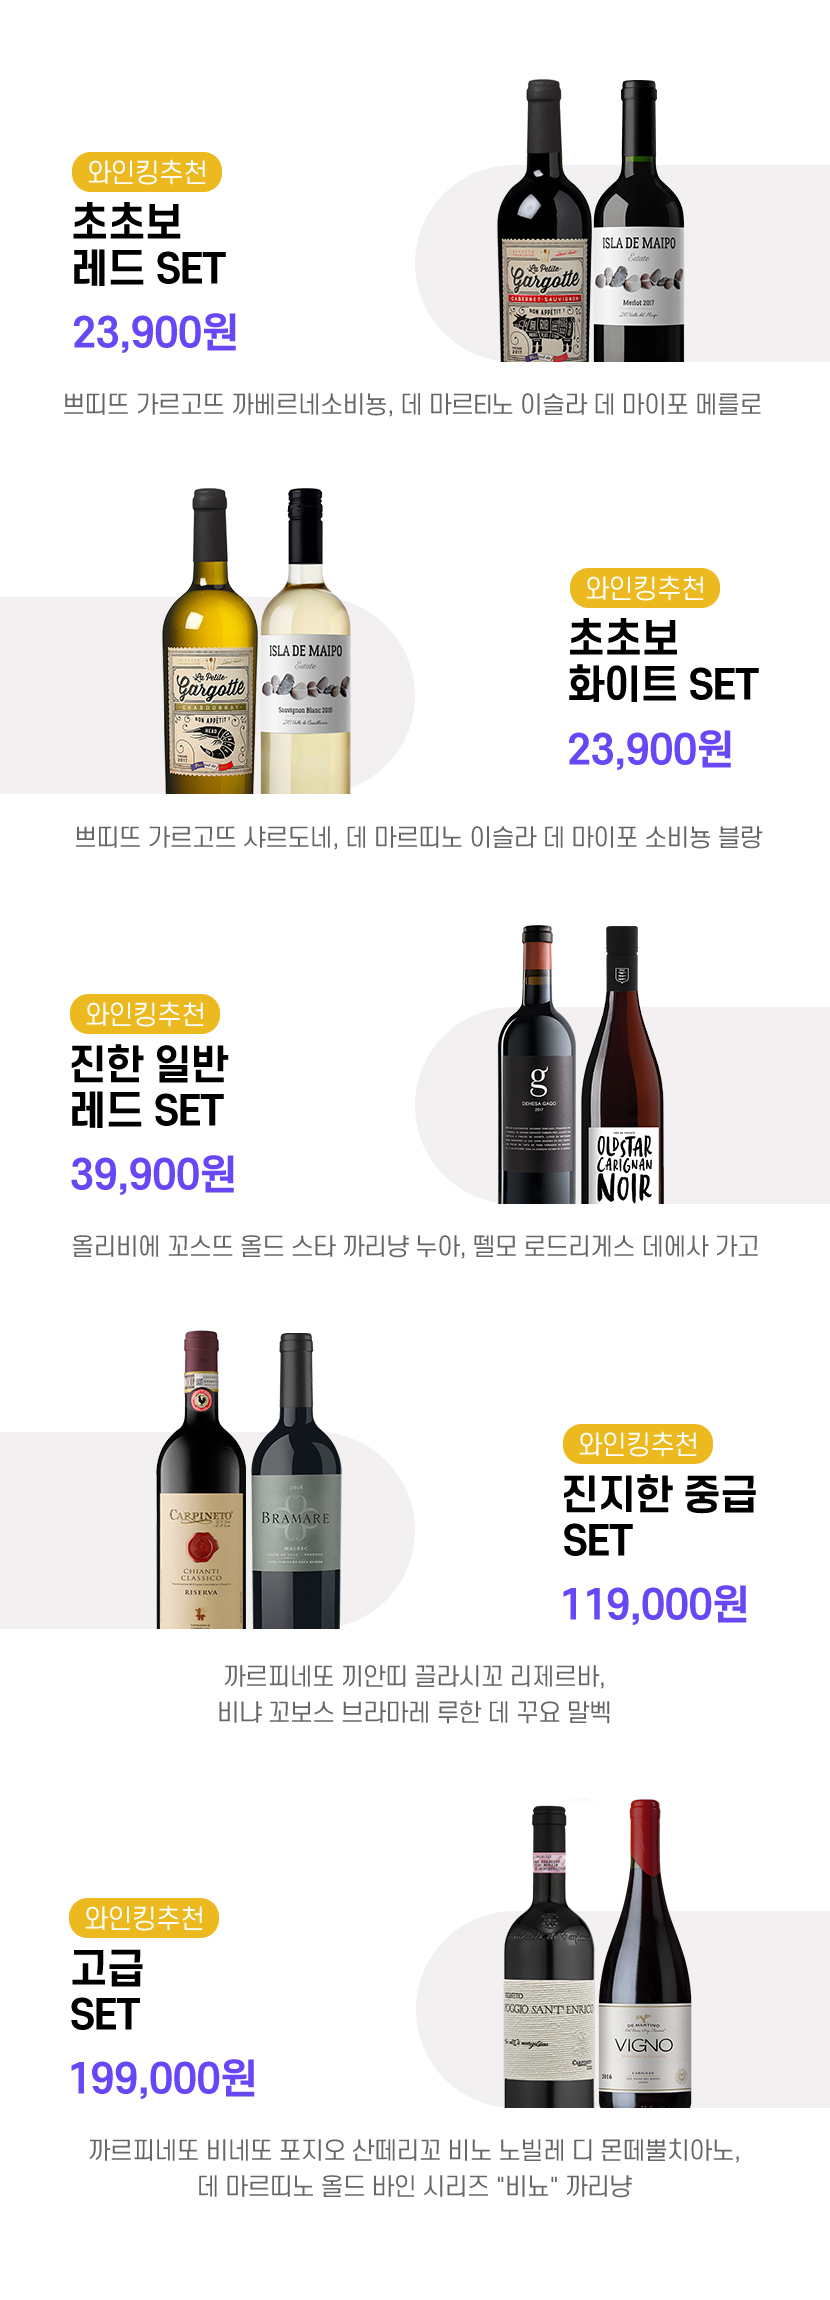 와인킹추천
초초보
레드 SET
23,900원
La Petite
Gargotte
CABERNET-SAUVIGNON
BON APPÉTIT !
ISLA DE MAIPO
Estate
Merlot 2017
쁘띠뜨 가르고뜨 까베르네소비뇽, 데 마르티노 이슬라 데 마이포 메를로
La Petite
Gargotte
CHARDONNAY
BON APPÉTIT !
HEAD
2017
ISLA DE MAIPO
Estate
Sauvignon Blanc 2018
와인킹추천
초초보
화이트 SET
23,900원
쁘띠뜨 가르고뜨 샤르도네, 데 마르띠노 이슬라 데 마이포 소비뇽 블랑
와인킹추천
진한 일반
레드 SET
39,900원
g
DEHESA GAGO
2017
OLD STAR
CARIGNAN
NOIR
올리비에 꼬스뜨 올드 스타 까리냥 누아, 뗄모 로드리게스 데에사 가고
CARPINETO
CHIANTI
CLASSICO
RISERVA
2018
BRAMARE
MALBEC
와인킹추천
진지한 중급
SET
119,000원
까르피네또 끼안띠 끌라시꼬 리제르바,
비냐 꼬보스 브라마레 루한 데 꾸요 말벡
와인킹추천
고급
SET
199,000원
VIGNETO
POGGIO SANT'ENRICO
CARPINETO
DE MARTINO
VIGNO
CARIGNAN
2016
까르피네또 비네또 포지오 산떼리꼬 비노 노빌레 디 몬떼뿔치아노,
데 마르띠노 올드 바인 시리즈 "비뇨" 까리냥